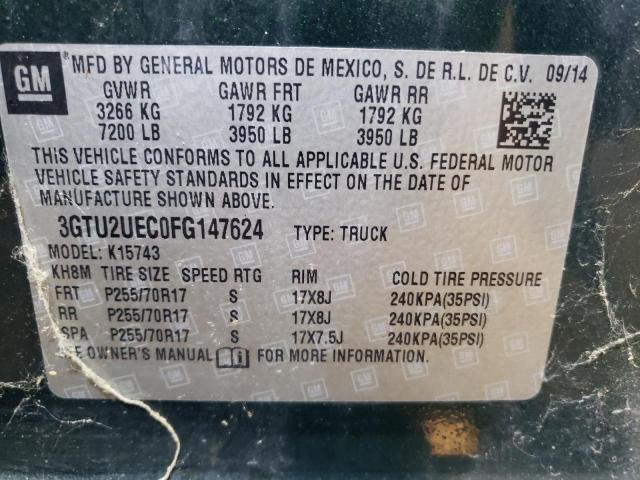 GM
* MFD BY GENERAL MOTORS DE MEXICO, S. DE R.L. DE C.V. 09/14
GVWR GAWR FRT GAWR RR
3266 KG 1792 KG 1792 KG
7200 LB 3950 LB 3950 LB
THIS VEHICLE CONFORMS TO ALL APPLICABLE U.S. FEDERAL MOTOR
VEHICLE SAFETY STANDARDS IN EFFECT ON THE DATE OF
MANUFACTURE SHOWN ABOVE.
3GTU2UEC0FG147624 TYPE: TRUCK
MODEL: K15743
KH8M TIRE SIZE SPEED RTG RIM COLD TIRE PRESSURE
FRT P255/70R17 S 17X8J 240KPA(35PSI)
RR P255/70R17 S 17X8J 240KPA(35PSI)
SPA P255/70R17 S 17X7.5J 240KPA(35PSI)
SEE OWNER'S MANUAL FOR MORE INFORMATION.